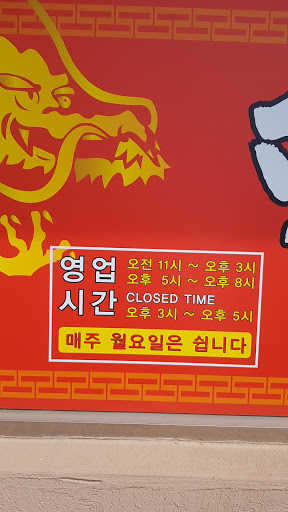 영업 오전 11시 ~ 오후 3시
오후 5시 ~ 오후 8시
시간 CLOSED TIME
오후 3시 ~ 오후 5시
매주 월요일은 쉽니다